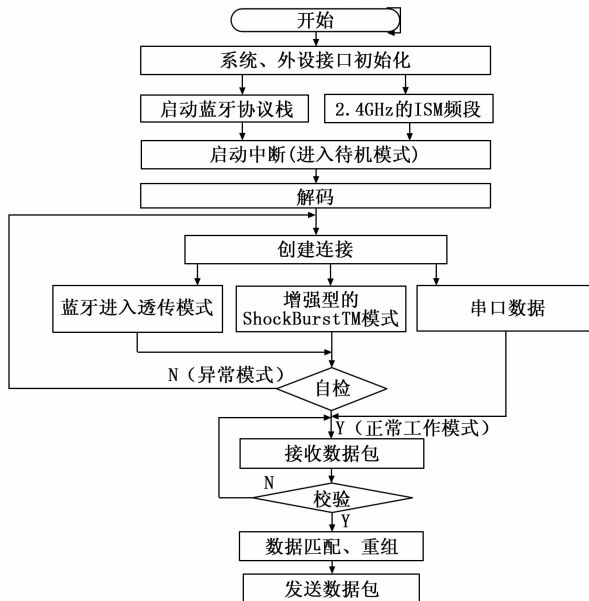 开始
系统、外设接口初始化
启动蓝牙协议栈
2.4GHz的ISM频段
启动中断(进入待机模式)
解码
创建连接
蓝牙进入透传模式
增强型的
ShockBurstTM模式
串口数据
N（异常模式）
自检
Y（正常工作模式）
接收数据包
N
校验
Y
数据匹配、重组
发送数据包